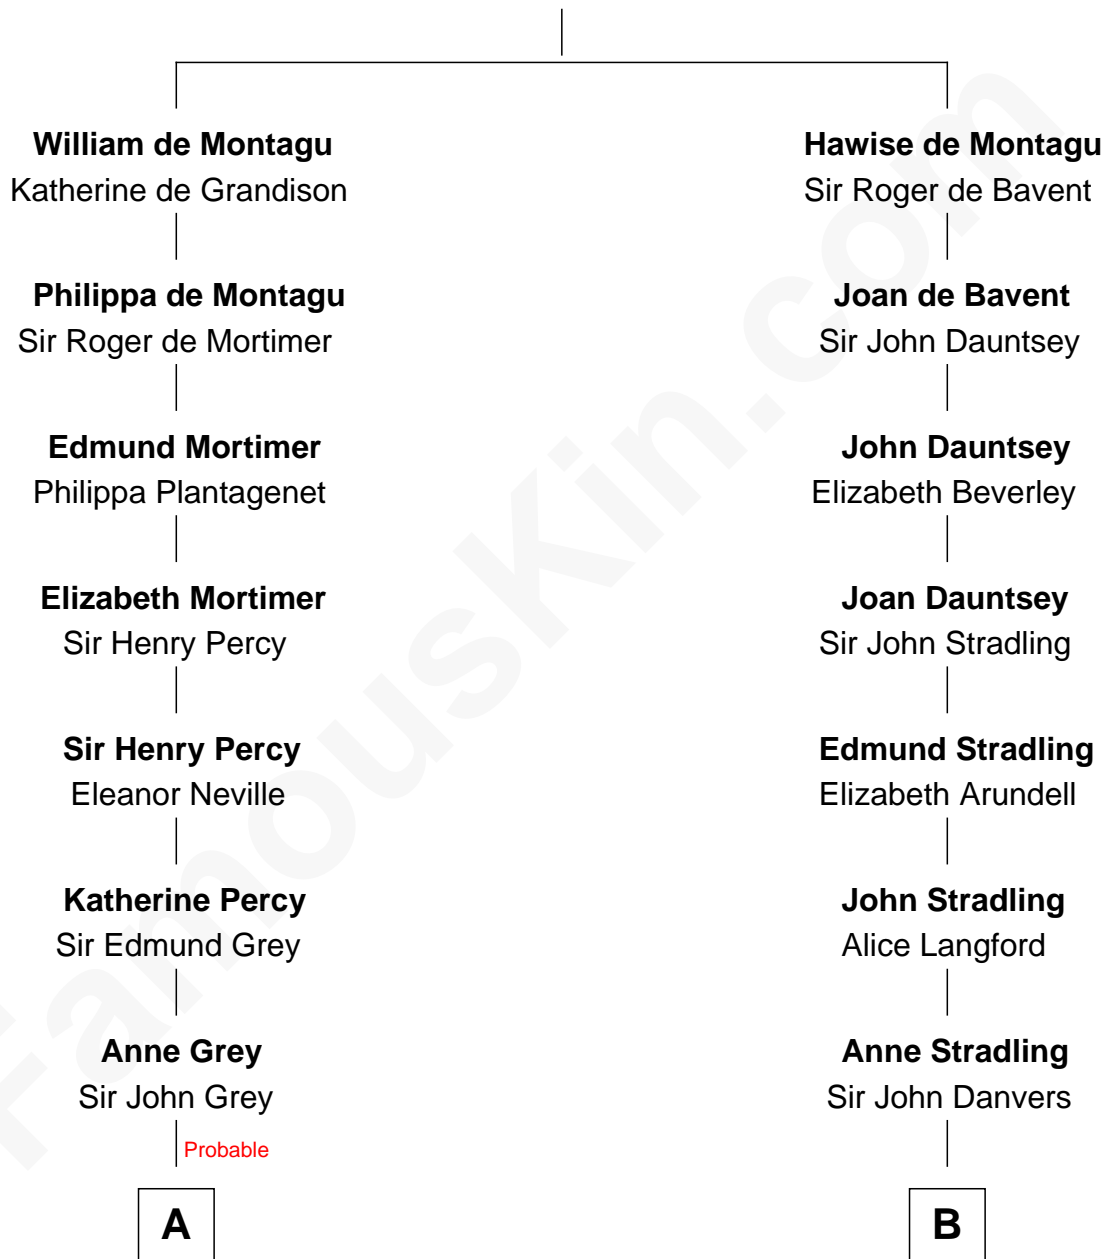 William de Montagu
Katherine de Grandison
Hawise de Montagu
Sir Roger de Bavent
Philippa de Montagu
Sir Roger de Mortimer
Joan de Bavent
Sir John Dauntsey
Edmund Mortimer
Philippa Plantagenet
John Dauntsey
Elizabeth Beverley
Elizabeth Mortimer
Sir Henry Percy
Joan Dauntsey
Sir John Stradling
Sir Henry Percy
Eleanor Neville
Edmund Stradling
Elizabeth Arundell
Katherine Percy
Sir Edmund Grey
John Stradling
Alice Langford
Anne Grey
Sir John Grey
Anne Stradling
Sir John Danvers
Probable
A
B
FamousKin.com